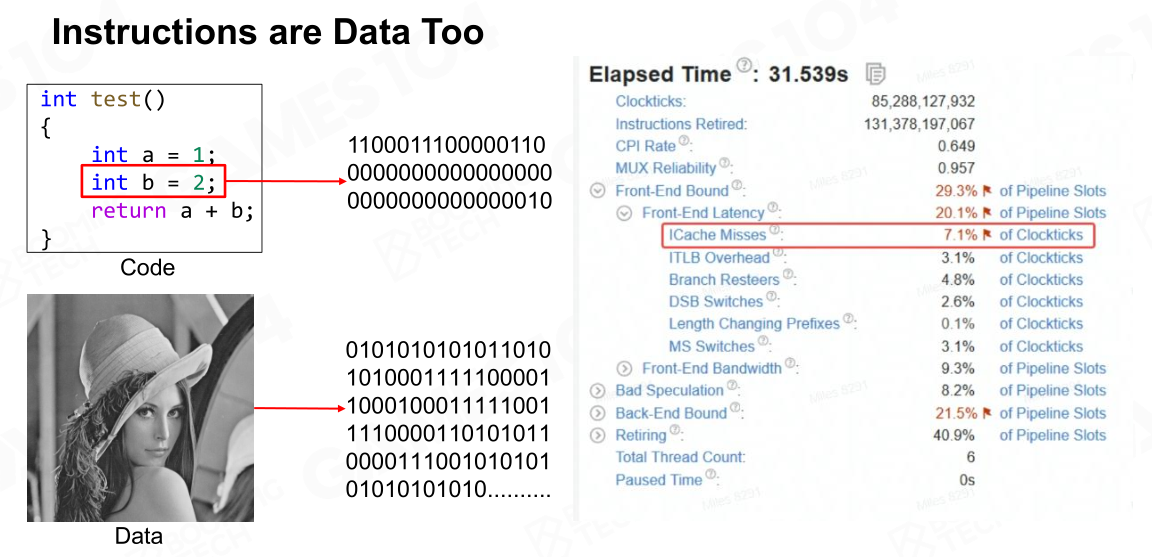 Instructions are Data Too
int test()
{
int a = 1;
int b = 2;
return a + b;
}
Code
1100011100000110
0000000000000000
0000000000000010
Data
0101010101011010
1010001111100001
1000100011111001
1110000110101011
0000111001010101
01010101010..........
Elapsed Time ?: 31.539s
Clockticks: 85,288,127,932
Instructions Retired: 131,378,197,067
CPI Rate ?: 0.649
MUX Reliability ?: 0.957
Front-End Bound ?: 29.3% of Pipeline Slots
Front-End Latency ?: 20.1% of Pipeline Slots
ICache Misses ?: 7.1% of Clockticks
ITLB Overhead ?: 3.1% of Clockticks
Branch Resteers ?: 4.8% of Clockticks
DSB Switches ?: 2.6% of Clockticks
Length Changing Prefixes ?: 0.1% of Clockticks
MS Switches ?: 3.1% of Clockticks
Front-End Bandwidth ?: 9.3% of Pipeline Slots
Bad Speculation ?: 8.2% of Pipeline Slots
Back-End Bound ?: 21.5% of Pipeline Slots
Retiring ?: 40.9% of Pipeline Slots
Total Thread Count: 6
Paused Time ?: 0s